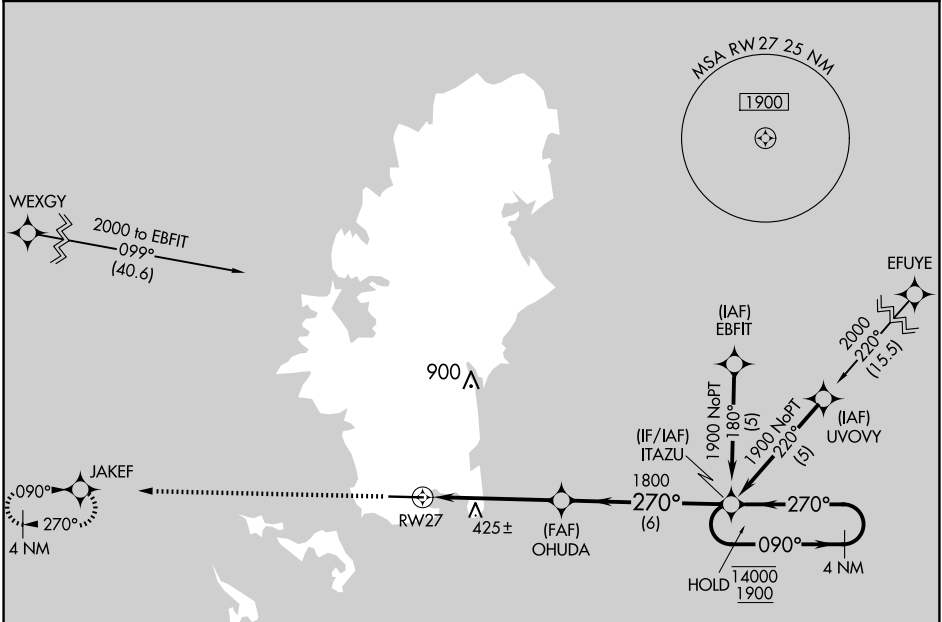 MSA RW27 25 NM
1900
WEXGY
2000 to EBFIT
099°
(40.6)
EFUYE
2000
220°
(15.5)
(IAF)
EBFIT
1900 NoPT
180°
(5)
(IAF)
UVOVY
1900 NoPT
220°
(5)
900
(IF/IAF)
ITAZU
JAKEF
090°
270°
4 NM
RW27
425±
(FAF)
OHUDA
1800
270°
(6)
270°
090°
4 NM
HOLD
14000
1900